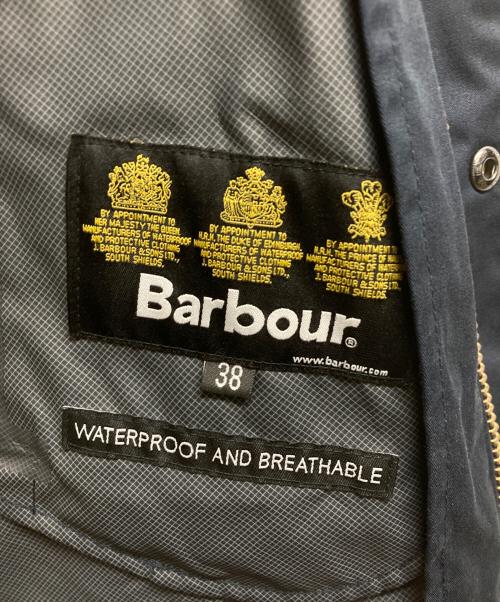 BY APPOINTMENT TO
HER MAJESTY THE QUEEN
MANUFACTURERS OF WATERPROOF
AND PROTECTIVE CLOTHING
J. BARBOUR & SONS LTD.,
SOUTH SHIELDS.
BY APPOINTMENT TO
H.R.H. THE DUKE OF EDINBURGH
MANUFACTURERS OF WATERPROOF
AND PROTECTIVE CLOTHING
J. BARBOUR & SONS LTD.,
SOUTH SHIELDS.
BY APPOINTMENT TO
H.R.H. THE PRINCE OF
MANUFACTURERS OF WATERPROOF
AND PROTECTIVE CLOTHING
J. BARBOUR & SONS LTD.,
SOUTH SHIELDS.
Barbour®
www.barbour.com
38
WATERPROOF AND BREATHABLE